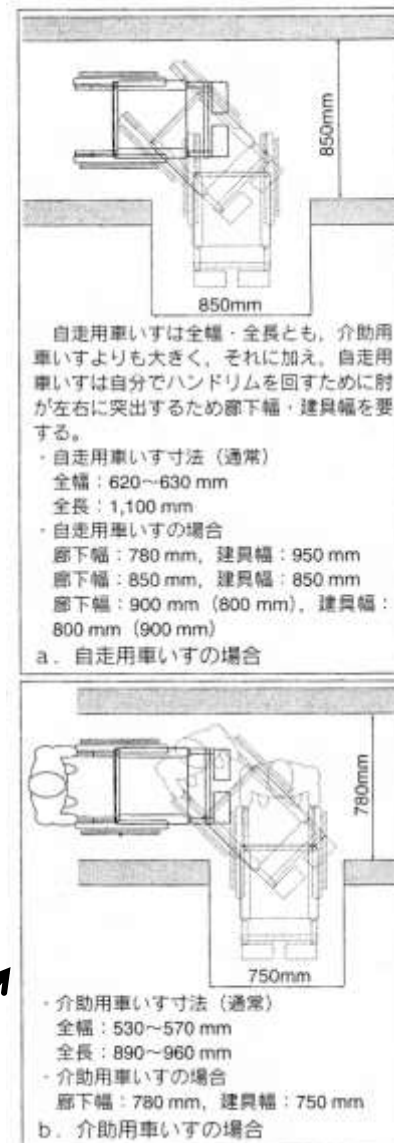 850mm
850mm
自走用車いすは全幅・全長とも，介助用
車いすよりも大きく，それに加え，自走用
車いすは自分でハンドリムを回すために肘
が左右に突出するため廊下幅・建具幅を要
する。
・自走用車いす寸法（通常）
全幅：620～630 mm
全長：1,100 mm
・自走用車いすの場合
廊下幅：780 mm，建具幅：950 mm
廊下幅：850 mm，建具幅：850 mm
廊下幅：900 mm（800 mm），建具幅：
800 mm（900 mm）
a．自走用車いすの場合
780mm
750mm
・介助用車いす寸法（通常）
全幅：530～570 mm
全長：890～960 mm
・介助用車いすの場合
廊下幅：780 mm，建具幅：750 mm
b．介助用車いすの場合